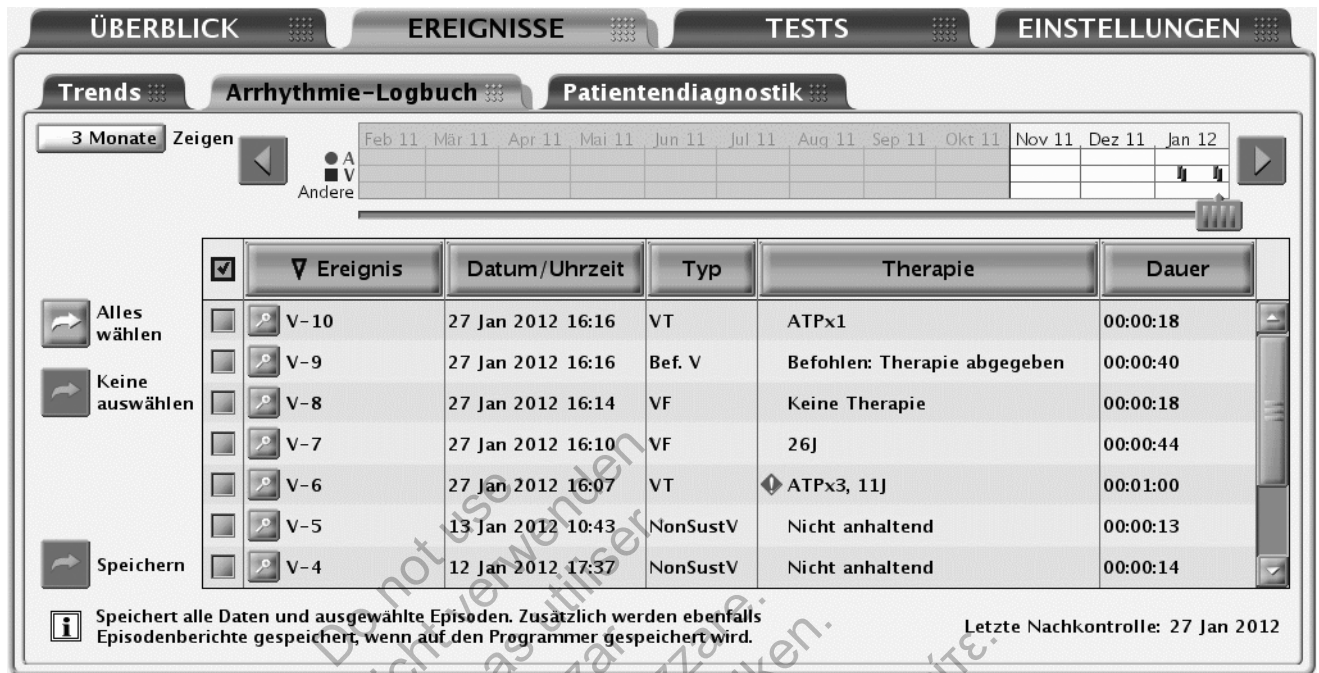 ÜBERBLICK EREIGNISSE TESTS EINSTELLUNGEN
Trends Arrhythmie-Logbuch Patientendiagnostik
3 Monate Zeigen
Feb 11 Mär 11 Apr 11 Mai 11 Jun 11 Jul 11 Aug 11 Sep 11 Okt 11 Nov 11 Dez 11 Jan 12
A
V
Andere
Ereignis Datum/Uhrzeit Typ Therapie Dauer
Alles wählen
Keine auswählen
Speichern
V-10 27 Jan 2012 16:16 VT ATPx1 00:00:18
V-9 27 Jan 2012 16:16 Bef. V Befohlen: Therapie abgegeben 00:00:40
V-8 27 Jan 2012 16:14 VF Keine Therapie 00:00:18
V-7 27 Jan 2012 16:10 VF 26J 00:00:44
V-6 27 Jan 2012 16:07 VT ATPx3, 11J 00:01:00
V-5 13 Jan 2012 10:43 NonSustV Nicht anhaltend 00:00:13
V-4 12 Jan 2012 17:37 NonSustV Nicht anhaltend 00:00:14
i
Speichert alle Daten und ausgewählte Episoden. Zusätzlich werden ebenfalls
Episodenberichte gespeichert, wenn auf den Programmer gespeichert wird.
Letzte Nachkontrolle: 27 Jan 2012
Do not use
verwenden
utiliser.